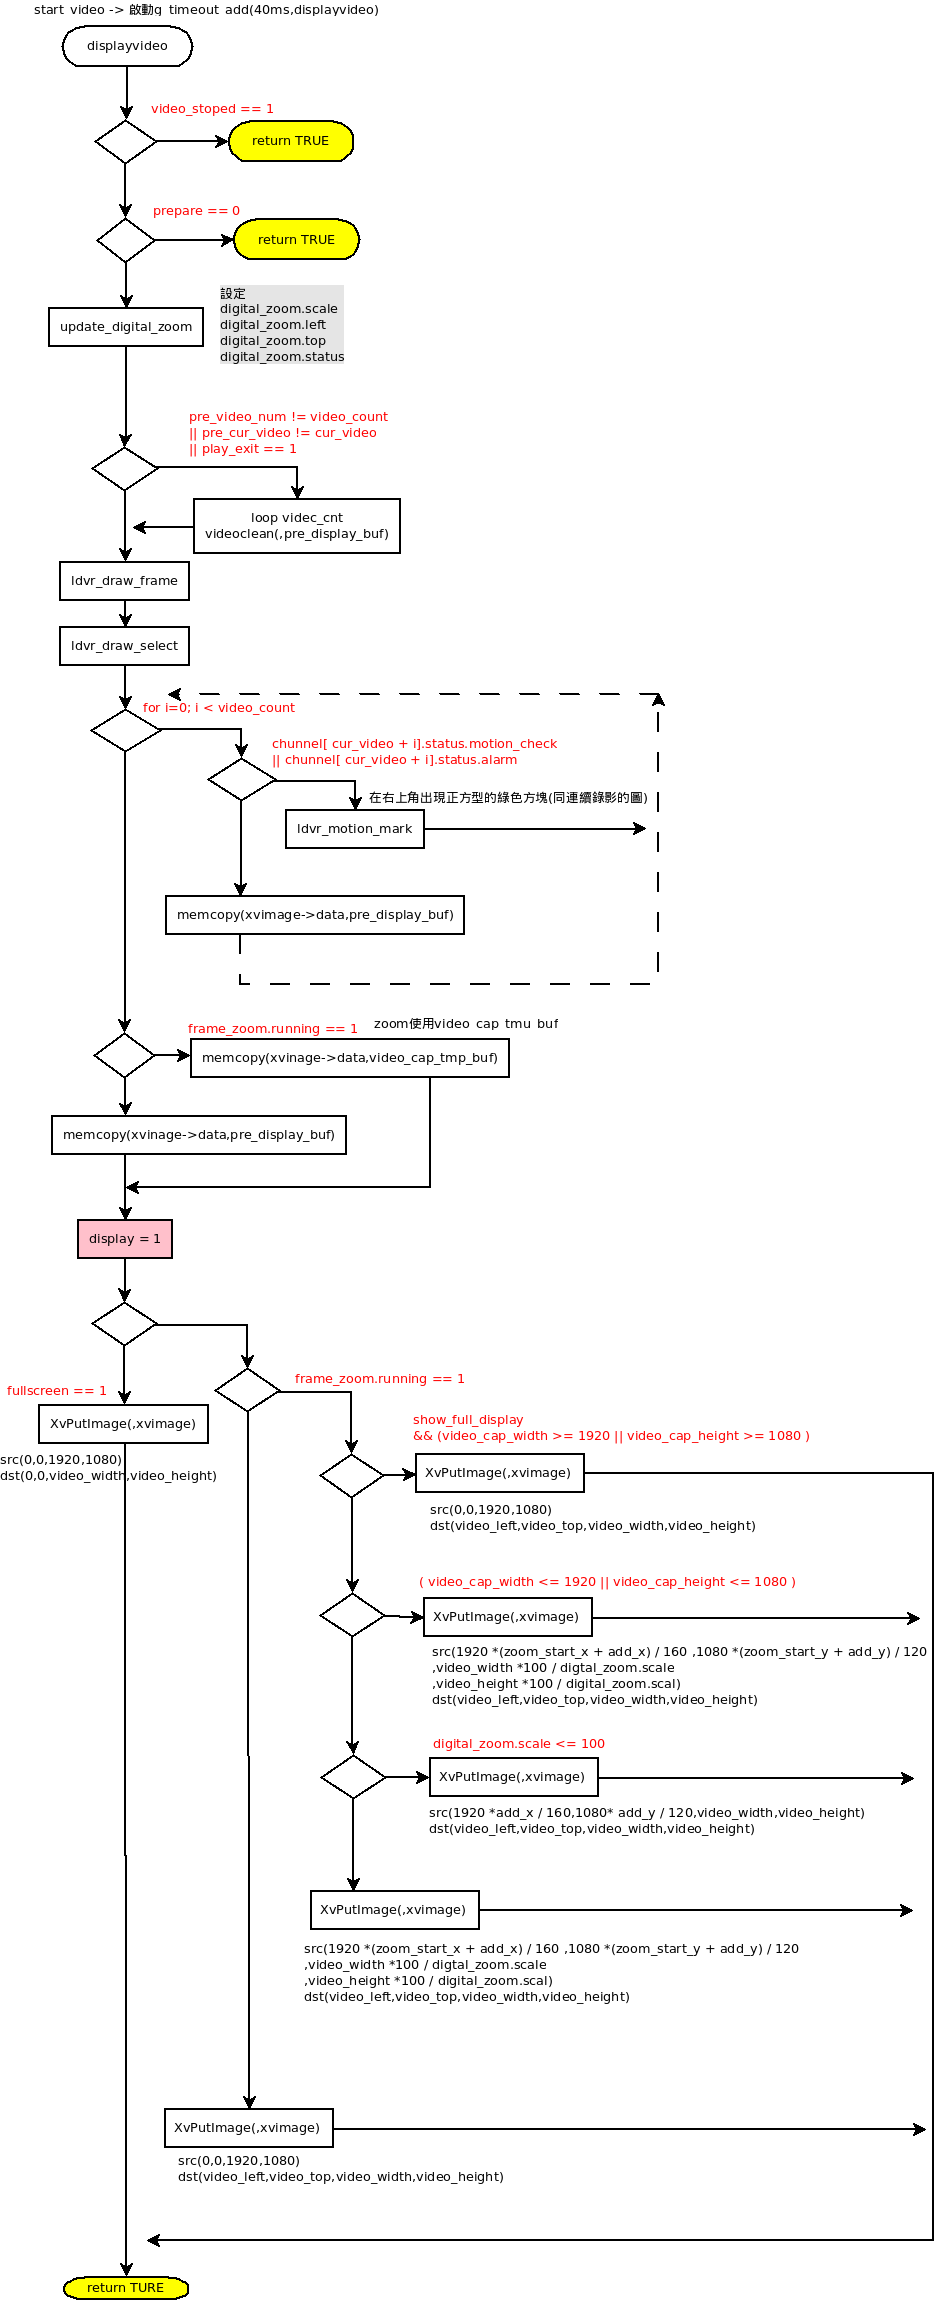 start_video -> 啟動g_timeout_add(40ms,displayvideo)
displayvideo
video_stoped == 1
return TRUE
prepare == 0
return TRUE
設定
digital_zoom.scale
digital_zoom.left
digital_zoom.top
digital_zoom.status
update_digital_zoom
pre_video_num != video_count
|| pre_cur_video != cur_video
|| play_exit == 1
loop videc_cnt
videoclean(,pre_display_buf)
ldvr_draw_frame
ldvr_draw_select
for i=0; i < video_count
chunnel[ cur_video + i].status.motion_check
|| chunnel[ cur_video + i].status.alarm
在右上角出現正方型的綠色方塊(同連續錄影的圖)
ldvr_motion_mark
memcopy(xvimage->data,pre_display_buf)
frame_zoom.running == 1
zoom使用video_cap_tmu_buf
memcopy(xvinage->data,video_cap_tmp_buf)
memcopy(xvinage->data,pre_display_buf)
display = 1
fullscreen == 1
XvPutImage(,xvimage)
src(0,0,1920,1080)
dst(0,0,video_width,video_height)
frame_zoom.running == 1
show_full_display
&& (video_cap_width >= 1920 || video_cap_height >= 1080 )
XvPutImage(,xvimage)
src(0,0,1920,1080)
dst(video_left,video_top,video_width,video_height)
( video_cap_width <= 1920 || video_cap_height <= 1080 )
XvPutImage(,xvimage)
src(1920 *(zoom_start_x + add_x) / 160 ,1080 *(zoom_start_y + add_y) / 120
,video_width *100 / digtal_zoom.scale
,video_height *100 / digital_zoom.scal)
dst(video_left,video_top,video_width,video_height)
digital_zoom.scale <= 100
XvPutImage(,xvimage)
src(1920 *add_x / 160,1080* add_y / 120,video_width,video_height)
dst(video_left,video_top,video_width,video_height)
XvPutImage(,xvimage)
src(1920 *(zoom_start_x + add_x) / 160 ,1080 *(zoom_start_y + add_y) / 120
,video_width *100 / digtal_zoom.scale
,video_height *100 / digital_zoom.scal)
dst(video_left,video_top,video_width,video_height)
XvPutImage(,xvimage)
src(0,0,1920,1080)
dst(video_left,video_top,video_width,video_height)
return TURE